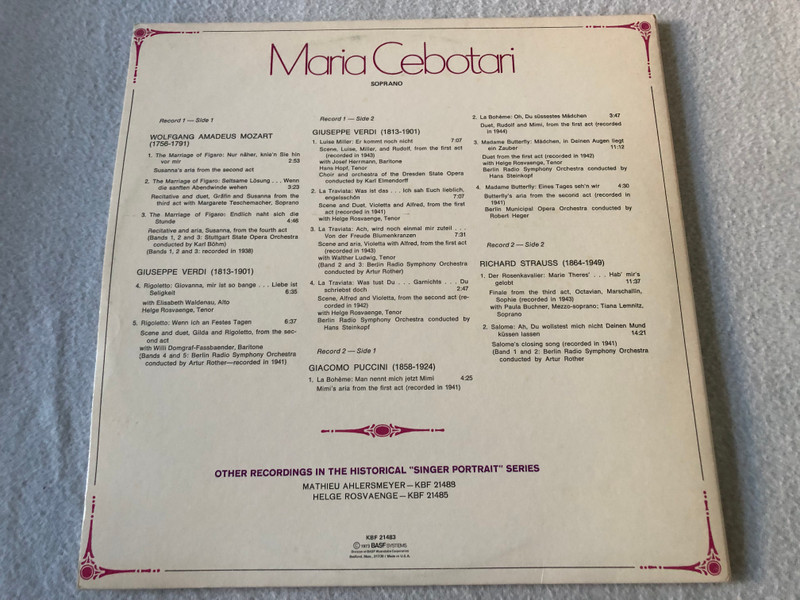 Maria Cebotari
SOPRANO
Record 1 — Side 1
WOLFGANG AMADEUS MOZART
(1756-1791)
1. The Marriage of Figaro: Nur näher, knie'n Sie hin
vor mir 2:53
Susanna's aria from the second act
2. The Marriage of Figaro: Seltsame Lösung . . . Wenn
die sanften Abendwinde wehen 3:23
Recitative and duet, Gräfin and Susanna from the
third act with Margarete Teschemacher, Soprano
3. The Marriage of Figaro: Endlich naht sich die
Stunde 4:46
Recitative and aria, Susanna, from the fourth act
(Bands 1, 2 and 3: Stuttgart State Opera Orchestra
conducted by Karl Böhm)
(Bands 1, 2 and 3: recorded in 1938)
GIUSEPPE VERDI (1813-1901)
4. Rigoletto: Giovanna, mir ist so bange . . . Liebe ist
Seligkeit 6:35
with Elisabeth Waldenau, Alto
Helge Rosvaenge, Tenor
5. Rigoletto: Wenn ich an Festes Tagen 6:37
Scene and duet, Gilda and Rigoletto, from the sec-
ond act
with Willi Domgraf-Fassbaender, Baritone
(Bands 4 and 5: Berlin Radio Symphony Orchestra
conducted by Artur Rother—recorded in 1941)
Record 1 — Side 2
GIUSEPPE VERDI (1813-1901)
1. Luise Miller: Er kommt noch nicht 7:07
Scene, Luise, Miller, and Rudolf, from the first act
(recorded in 1943)
with Josef Herrmann, Baritone
Hans Hopf, Tenor
Choir and orchestra of the Dresden State Opera
conducted by Karl Elmendorff
2. La Traviata: Was ist das . . . Ich sah Euch lieblich,
engelsschön 7:07
Scene and Duet, Violetta and Alfred, from the first
act (recorded in 1943)
with Helge Rosvaenge, Tenor
3. La Traviata: Ach, wird noch einmal mir zuteil . . .
Von der Freude Blumenkranzen 7:31
Scene and aria, Violetta with Alfred, from the first act
(recorded in 1943)
with Walther Ludwig, Tenor
(Band 2 and 3: Berlin Radio Symphony Orchestra
conducted by Artur Rother)
4. La Traviata: Was tust Du . . . Garnichts . . . Du
schriebst doch 2:47
Scene, Alfred and Violetta, from the second act (re-
corded in 1942)
with Helge Rosvaenge, Tenor
Berlin Radio Symphony Orchestra conducted by
Hans Steinkopf
Record 2 — Side 1
GIACOMO PUCCINI (1858-1924)
1. La Bohème: Man nennt mich jetzt Mimi 4:25
Mimi's aria from the first act (recorded in 1941)
2. La Bohème: Oh, Du süssestes Mädchen 3:47
Duet, Rudolf and Mimi, from the first act (recorded
in 1944)
3. Madame Butterfly: Mädchen, in Deinen Augen liegt
ein Zauber 11:12
Duet from the first act (recorded in 1942)
with Helge Rosvaenge, Tenor
Berlin Radio Symphony Orchestra conducted by
Hans Steinkopf
4. Madame Butterfly: Eines Tages seh'n wir 4:30
Butterfly's aria from the second act (recorded in
1941)
Berlin Municipal Opera Orchestra conducted by
Robert Heger
Record 2 — Side 2
RICHARD STRAUSS (1864-1949)
1. Der Rosenkavalier: Marie Theres' . . . Hab' mir's
gelobt 11:37
Finale from the third act, Octavian, Marschallin,
Sophie (recorded in 1943)
with Paula Buchner, Mezzo-soprano; Tiana Lemnitz,
Soprano
2. Salome: Ah, Du wolltest mich nicht Deinen Mund
küssen lassen 14:21
Salome's closing song (recorded in 1941)
(Band 1 and 2: Berlin Radio Symphony Orchestra
conducted by Artur Rother
OTHER RECORDINGS IN THE HISTORICAL "SINGER PORTRAIT" SERIES
MATHIEU AHLERSMEYER — KBF 21488
HELGE ROSVAENGE — KBF 21485
KBF 21483
© 1973 BASF SYSTEMS
Division of BASF Wyandotte Corporation
Bedford, Mass. 01730 / Made in U.S.A.